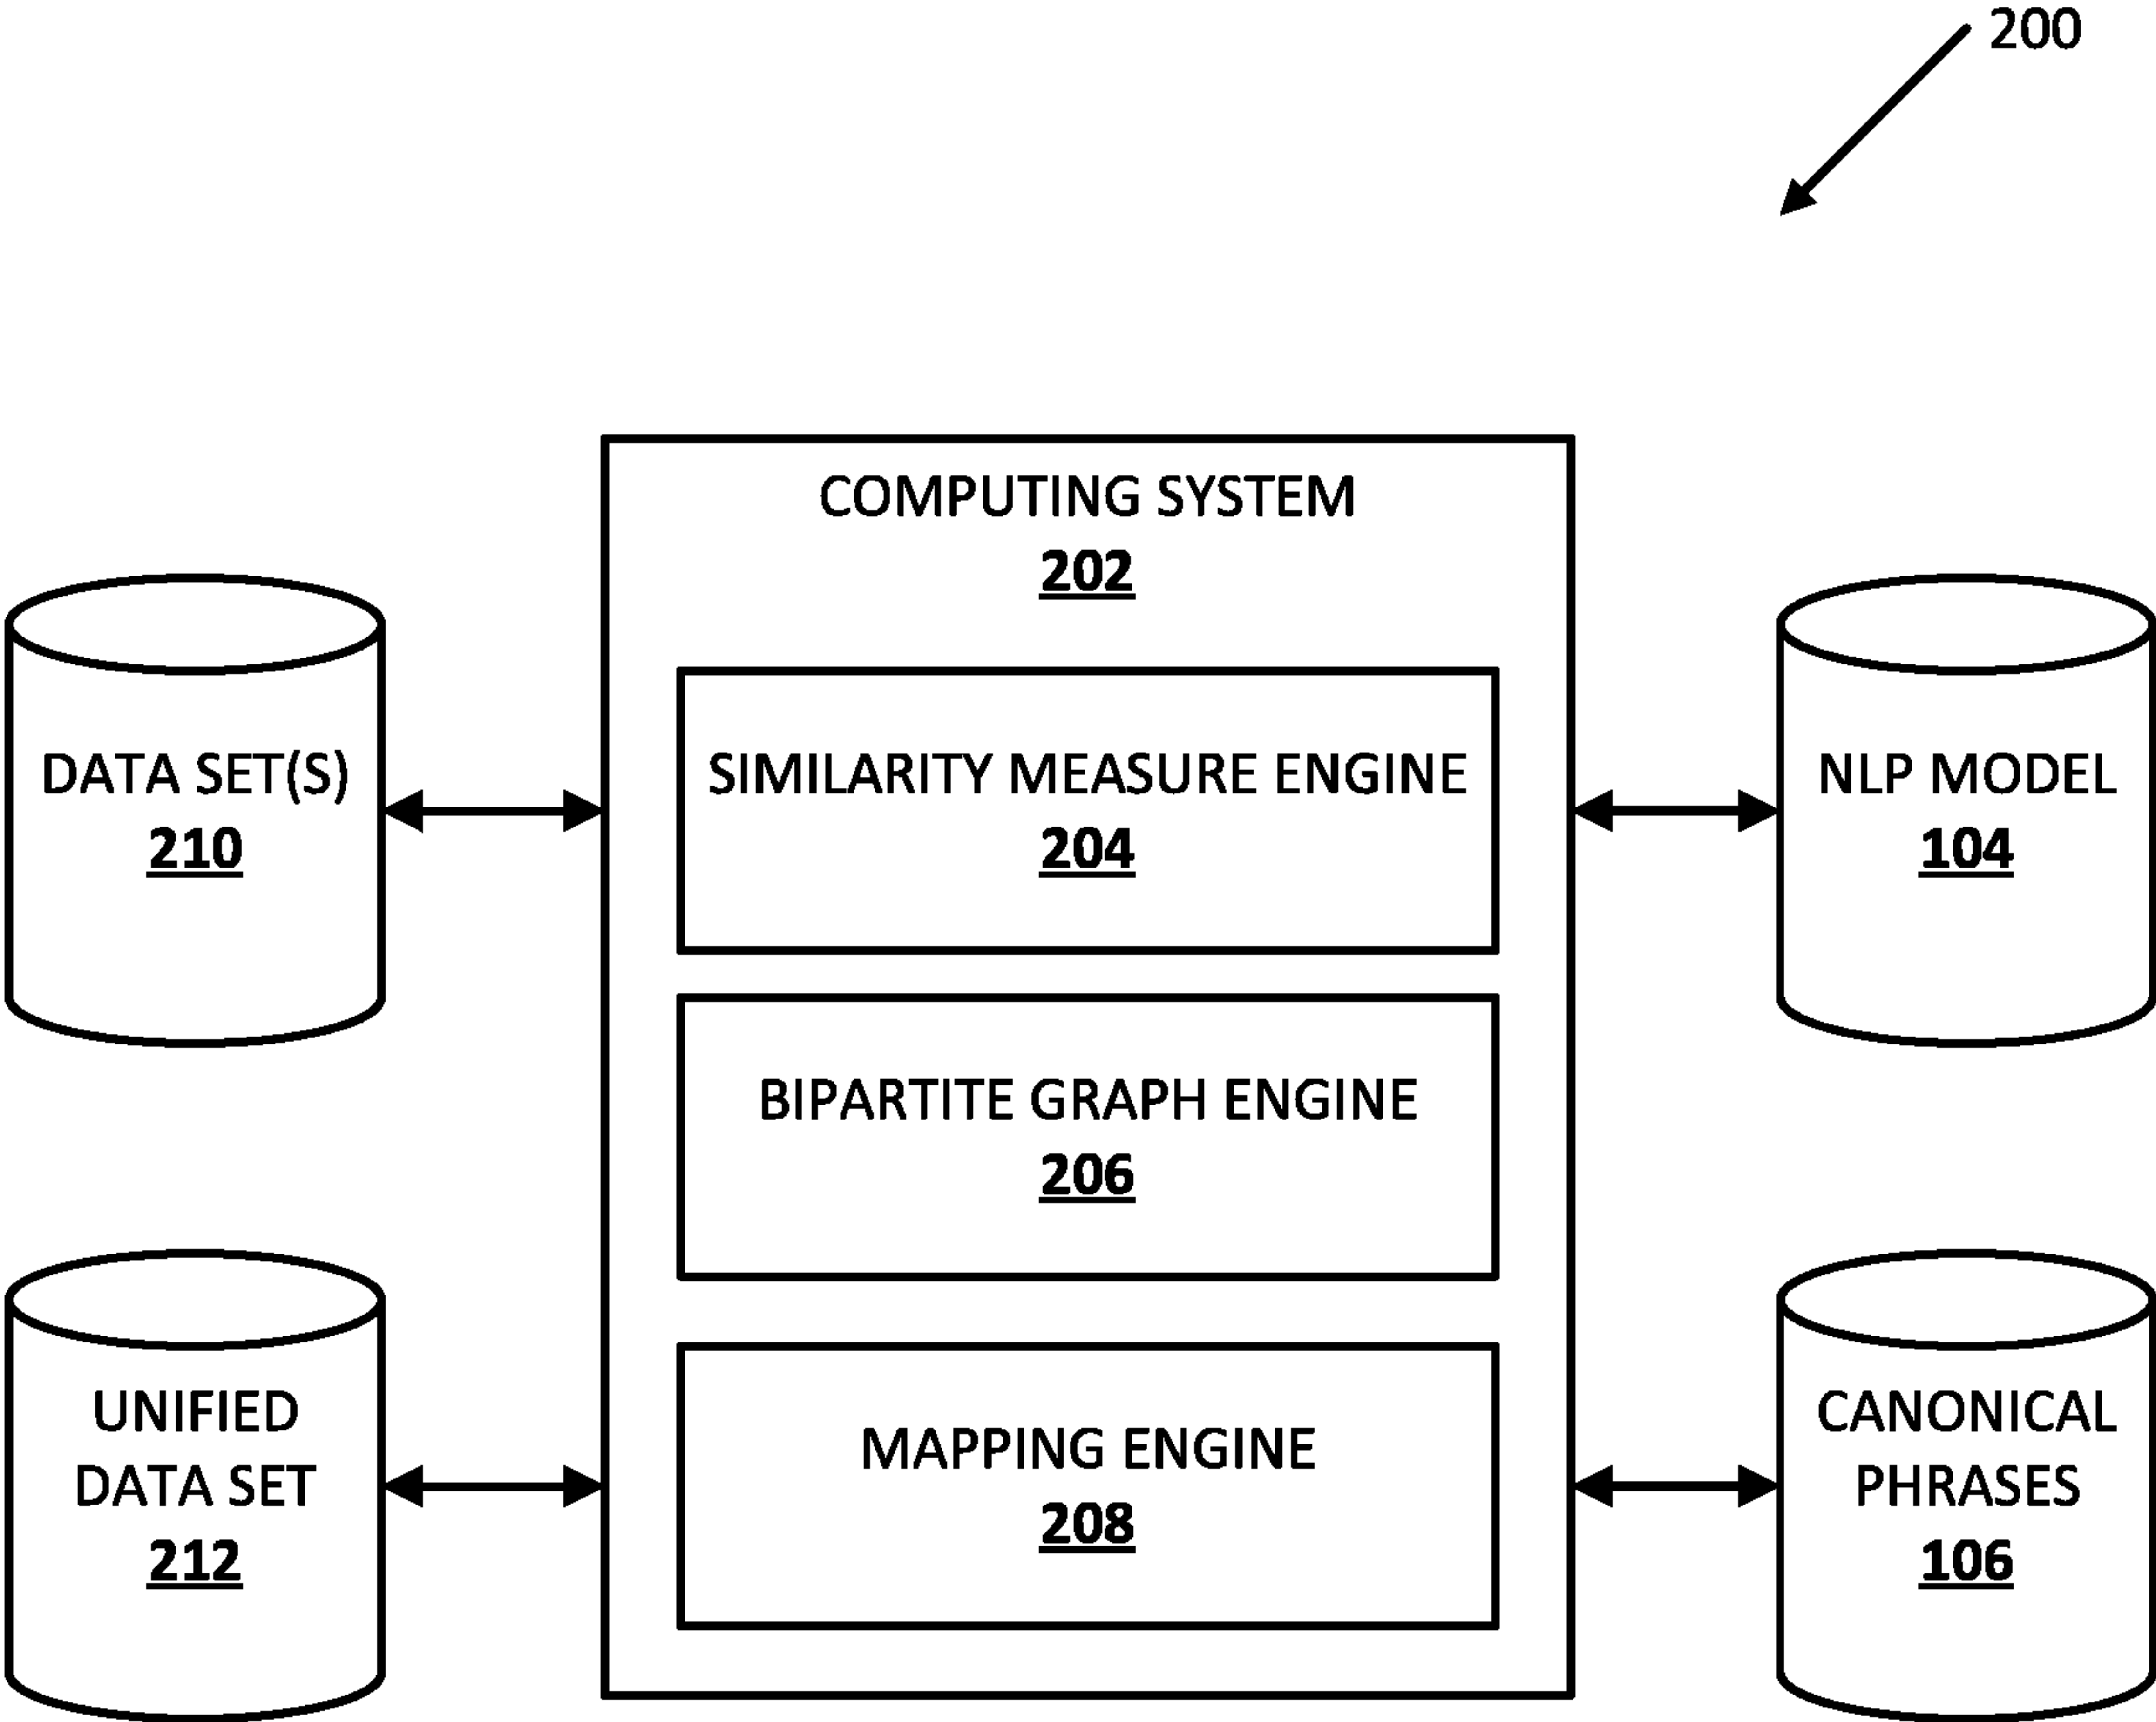 200
COMPUTING SYSTEM
202
DATA SET(S)
210
SIMILARITY MEASURE ENGINE
204
NLP MODEL
104
BIPARTITE GRAPH ENGINE
206
UNIFIED
DATA SET
212
MAPPING ENGINE
208
CANONICAL
PHRASES
106